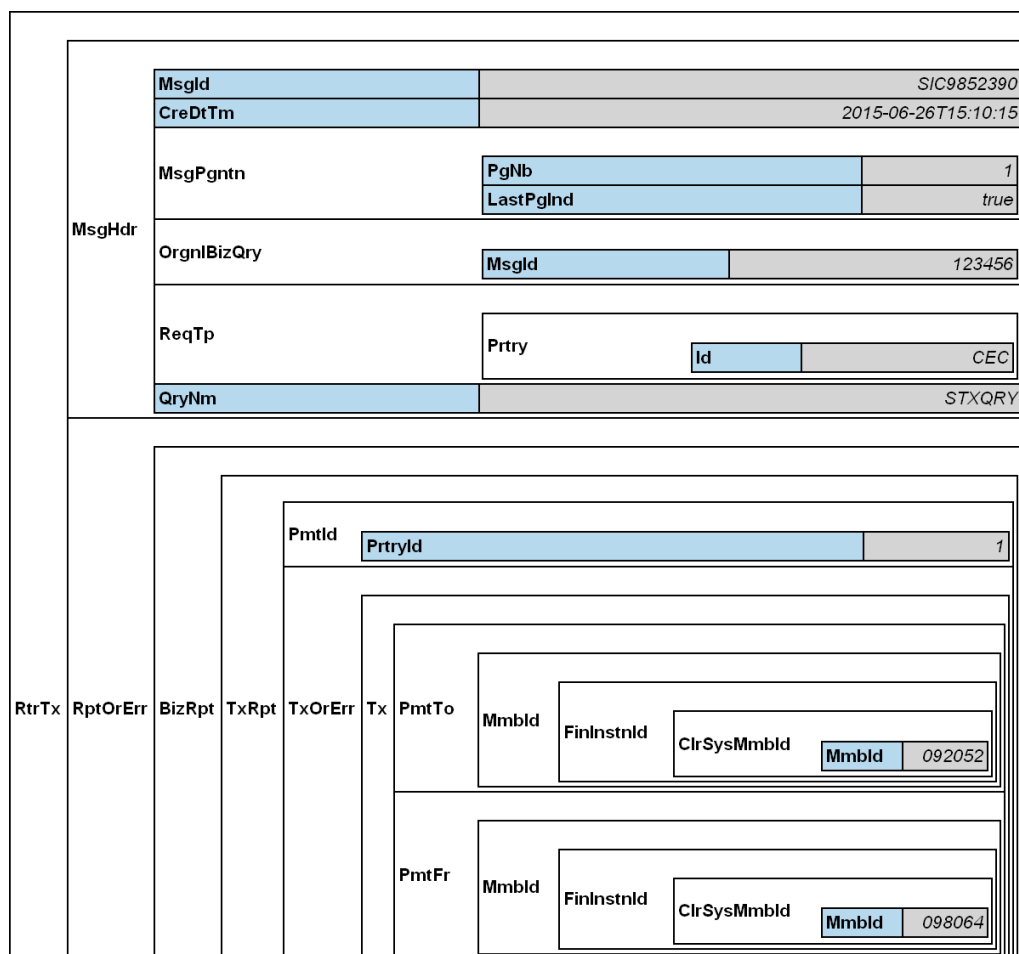 MsgId SIC9852390
CreDtTm 2015-06-26T15:10:15
MsgPgntn
PgNb 1
LastPgInd true
MsgHdr
OrgnlBizQry
MsgId 123456
ReqTp
Prtry
Id CEC
QryNm STXQRY
PmtId
PrtryId 1
RtrTx RptOrErr BizRpt TxRpt TxOrErr Tx PmtTo
MmbId
FinInstnId
ClrSysMmbId
MmbId 092052
PmtFr
MmbId
FinInstnId
ClrSysMmbId
MmbId 098064